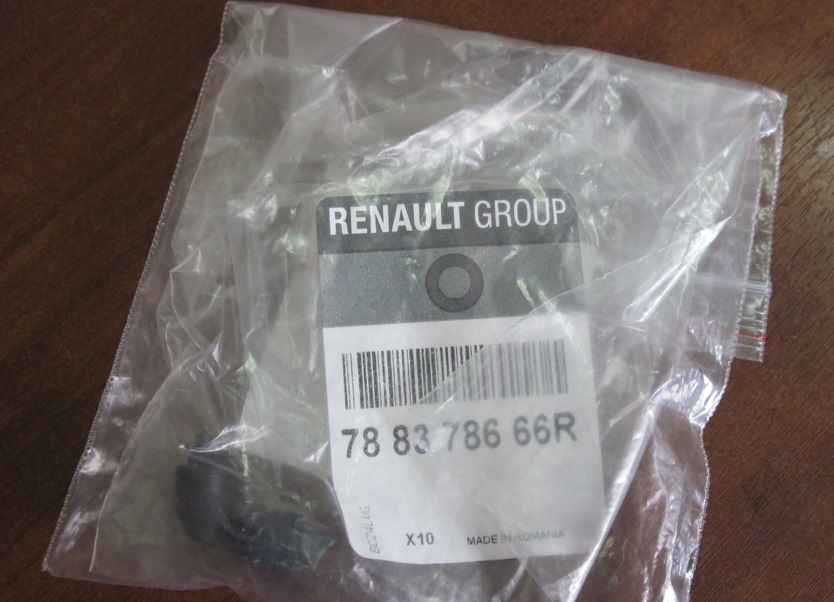 RENAULT GROUP
78 83 786 66R
X10
MADE IN ROMANIA